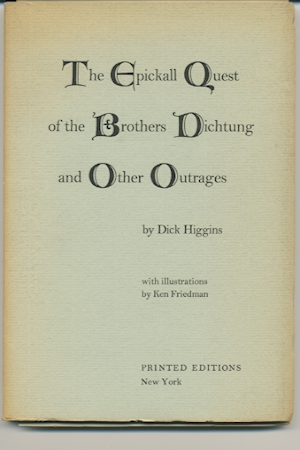 The Epickall Quest
of the Brothers Dichtung
and Other Outrages
by Dick Higgins
with illustrations
by Ken Friedman
PRINTED EDITIONS
New York